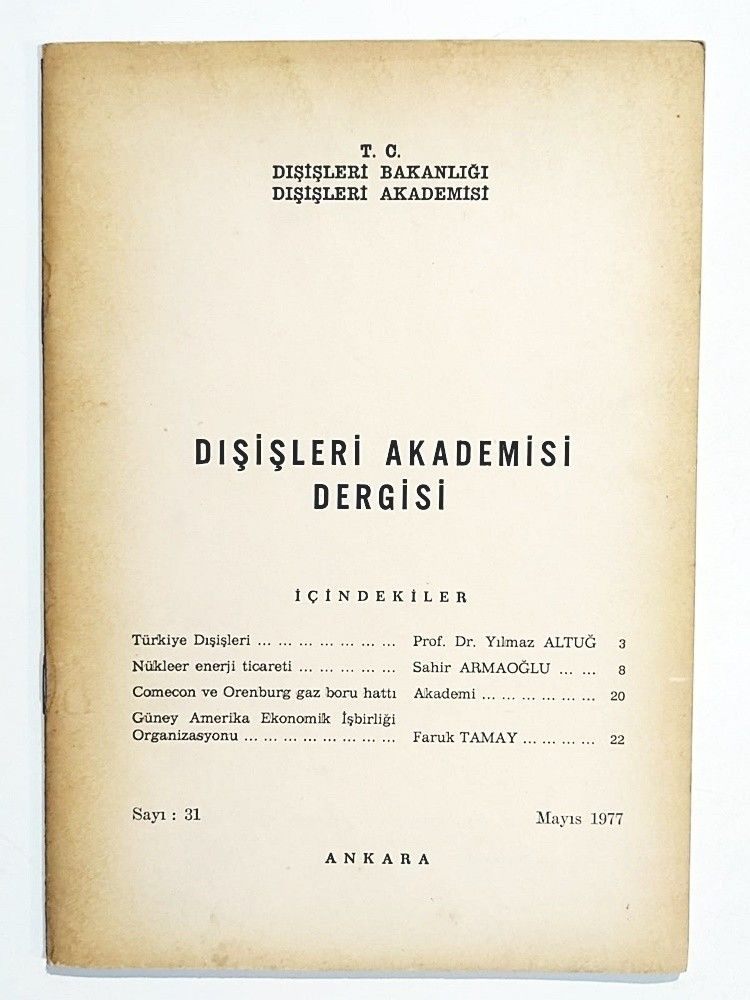 T. C.
DIŞİŞLERİ BAKANLIĞI
DIŞİŞLERİ AKADEMİSİ
DIŞİŞLERİ AKADEMİSİ
DERGİSİ
İÇİNDEKİLER
Türkiye Dışişleri ... ... ... ... ... ... ... Prof. Dr. Yılmaz ALTUĞ 3
Nükleer enerji ticareti ... ... ... ... ... Sahir ARMAOĞLU ... ... 8
Comecon ve Orenburg gaz boru hattı Akademi ... ... ... ... ... ... 20
Güney Amerika Ekonomik İşbirliği
Organizasyonu ... ... ... ... ... ... ... ... Faruk TAMAY ... ... ... ... 22
Sayı : 31 Mayıs 1977
ANKARA